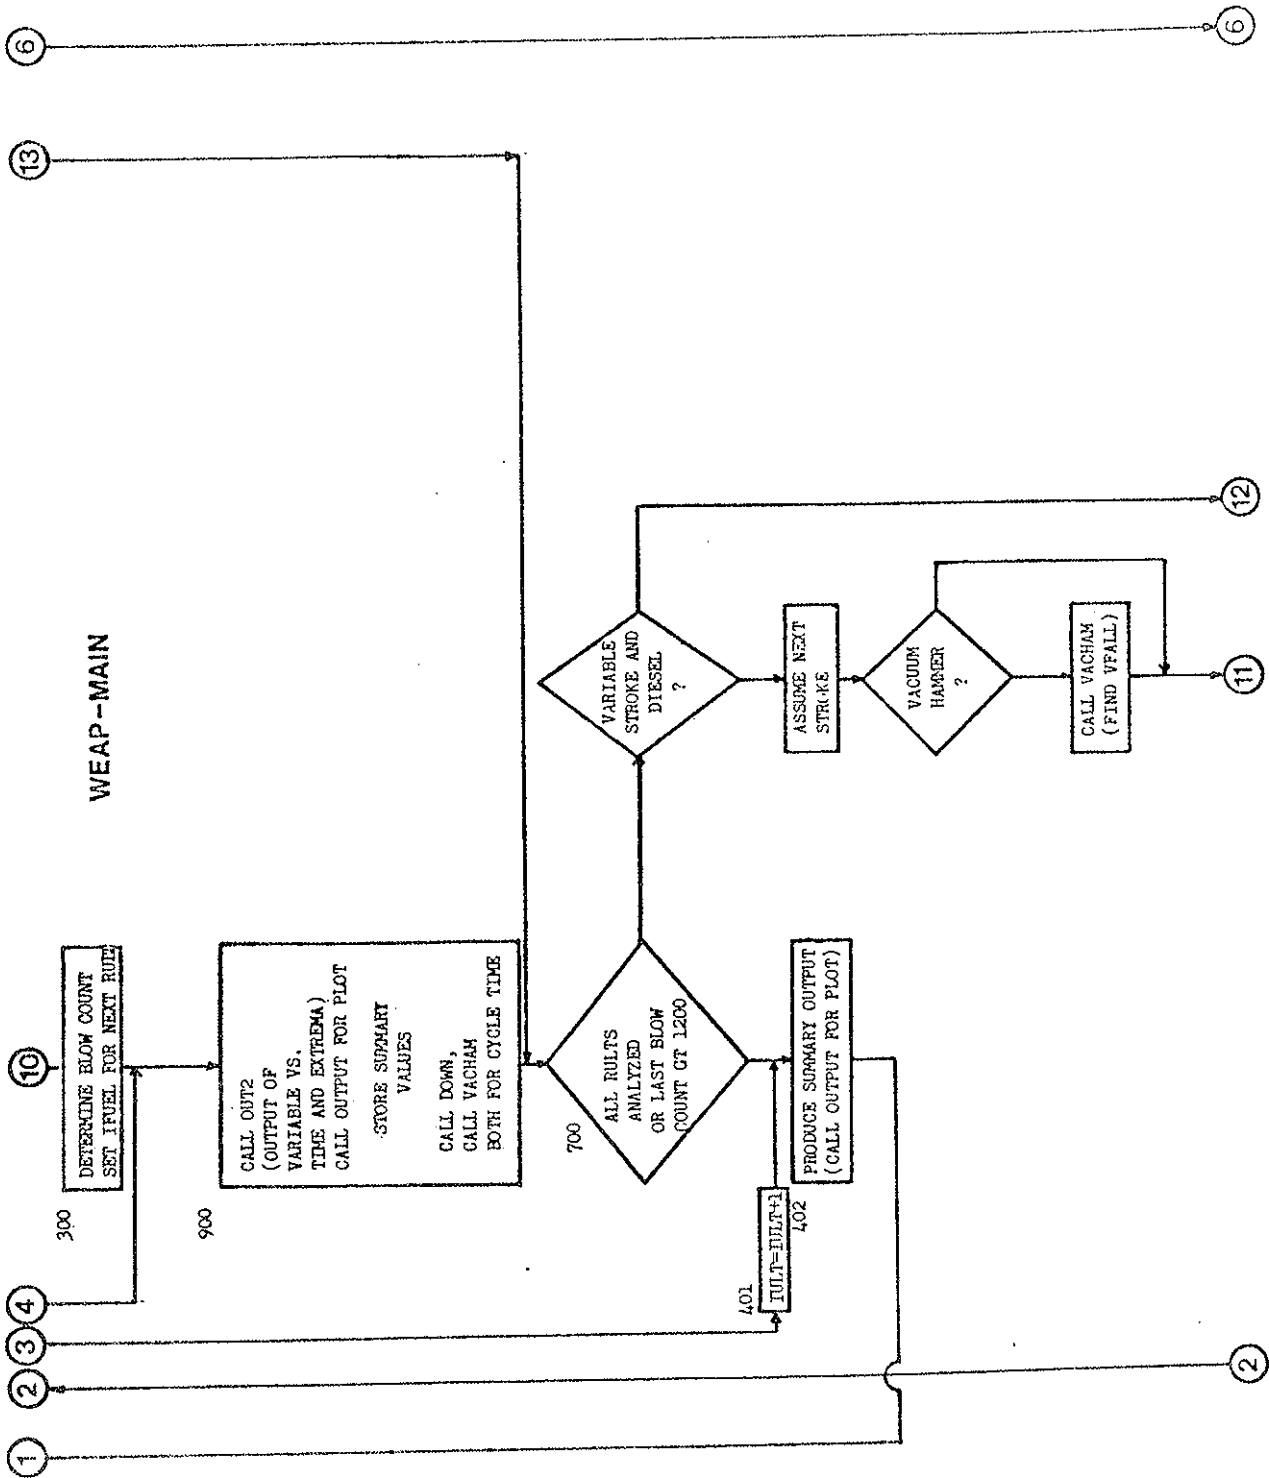 WEAP-MAIN
1
2
3
4
10
13
6
300
DETERMINE BLOW COUNT
SET IFUEL FOR NEXT RULT
900
CALL OUT2
(OUTPUT OF
VARIABLE VS.
TIME AND EXTREMA)
CALL OUTPUT FOR PLOT
STORE SUMMARY
VALUES
CALL DOWN,
CALL VACHAM
BOTH FOR CYCLE TIME
700
ALL RULTS
ANALYZED
OR LAST BLOW
COUNT GT 1200
VARIABLE
STROKE AND
DIESEL
?
401
IULT=IULT+1
402
PRODUCE SUMMARY OUTPUT
(CALL OUTPUT FOR PLOT)
ASSUME NEXT
STROKE
VACUUM
HAMMER
?
CALL VACHAM
(FIND VFALL)
2
11
12
6